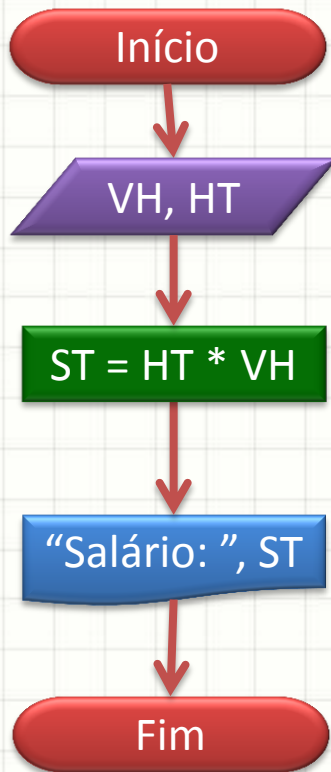 Início
VH, HT
ST = HT * VH
“Salário: ”, ST
Fim